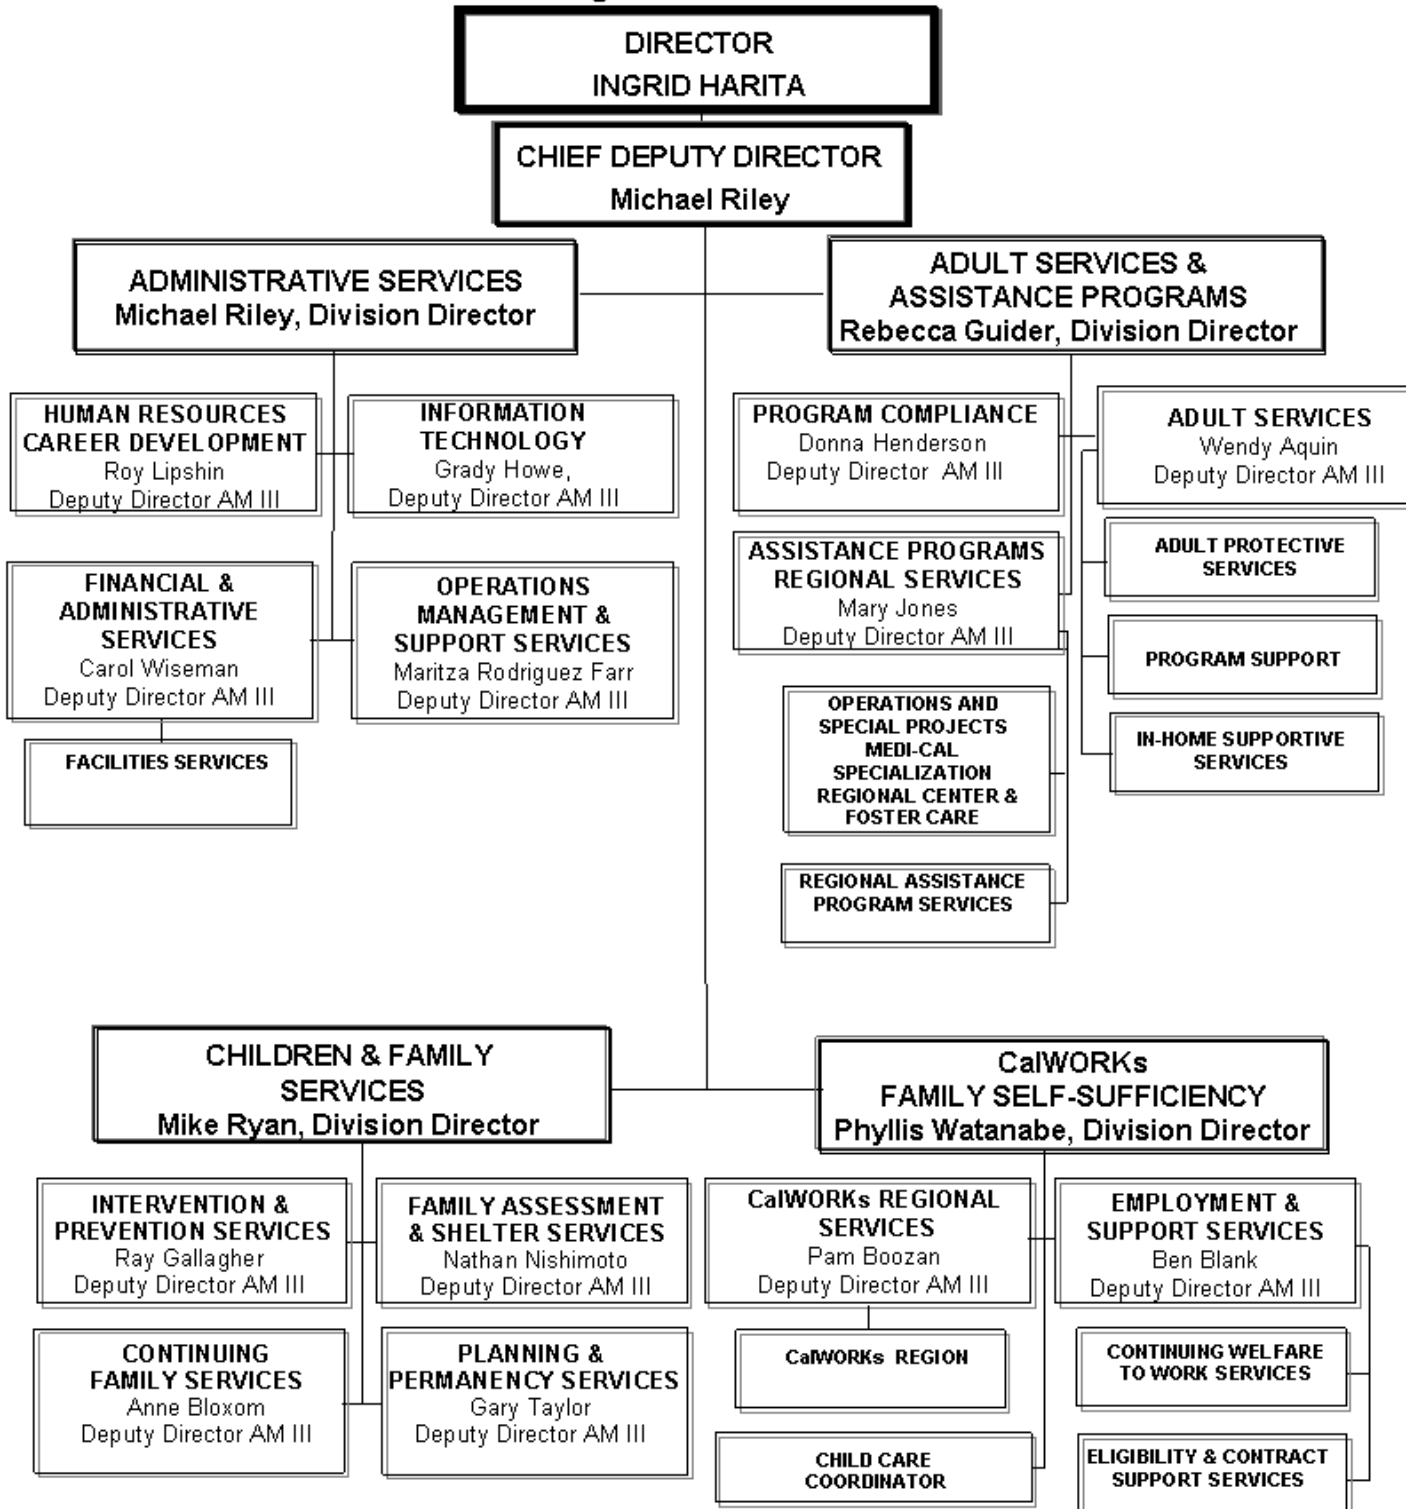 DIRECTOR
INGRID HARITA
CHIEF DEPUTY DIRECTOR
Michael Riley
ADMINISTRATIVE SERVICES
Michael Riley, Division Director
ADULT SERVICES &
ASSISTANCE PROGRAMS
Rebecca Guider, Division Director
HUMAN RESOURCES
CAREER DEVELOPMENT
Roy Lipshin
Deputy Director AM III
INFORMATION
TECHNOLOGY
Grady Howe,
Deputy Director AM III
PROGRAM COMPLIANCE
Donna Henderson
Deputy Director AM III
ADULT SERVICES
Wendy Aquin
Deputy Director AM III
ADULT PROTECTIVE
SERVICES
PROGRAM SUPPORT
IN-HOME SUPPORTIVE
SERVICES
FINANCIAL &
ADMINISTRATIVE
SERVICES
Carol Wiseman
Deputy Director AM III
OPERATIONS
MANAGEMENT &
SUPPORT SERVICES
Maritza Rodriguez Farr
Deputy Director AM III
ASSISTANCE PROGRAMS
REGIONAL SERVICES
Mary Jones
Deputy Director AM III
FACILITIES SERVICES
OPERATIONS AND
SPECIAL PROJECTS
MEDI-CAL
SPECIALIZATION
REGIONAL CENTER &
FOSTER CARE
REGIONAL ASSISTANCE
PROGRAM SERVICES
CHILDREN & FAMILY
SERVICES
Mike Ryan, Division Director
CalWORKs
FAMILY SELF-SUFFICIENCY
Phyllis Watanabe, Division Director
INTERVENTION &
PREVENTION SERVICES
Ray Gallagher
Deputy Director AM III
FAMILY ASSESSMENT
& SHELTER SERVICES
Nathan Nishimoto
Deputy Director AM III
CalWORKs REGIONAL
SERVICES
Pam Boozan
Deputy Director AM III
EMPLOYMENT &
SUPPORT SERVICES
Ben Blank
Deputy Director AM III
CONTINUING
FAMILY SERVICES
Anne Bloxom
Deputy Director AM III
PLANNING &
PERMANENCY SERVICES
Gary Taylor
Deputy Director AM III
CalWORKs REGION
CONTINUING WELFARE
TO WORK SERVICES
CHILD CARE
COORDINATOR
ELIGIBILITY & CONTRACT
SUPPORT SERVICES